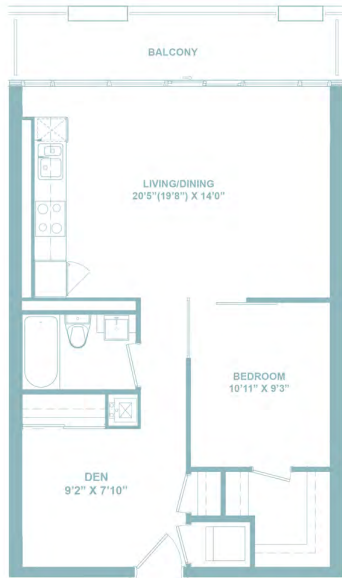 BALCONY
LIVING/DINING
20'5"(19'8") X 14'0"
BEDROOM
10'11" X 9'3"
DEN
9'2" X 7'10"